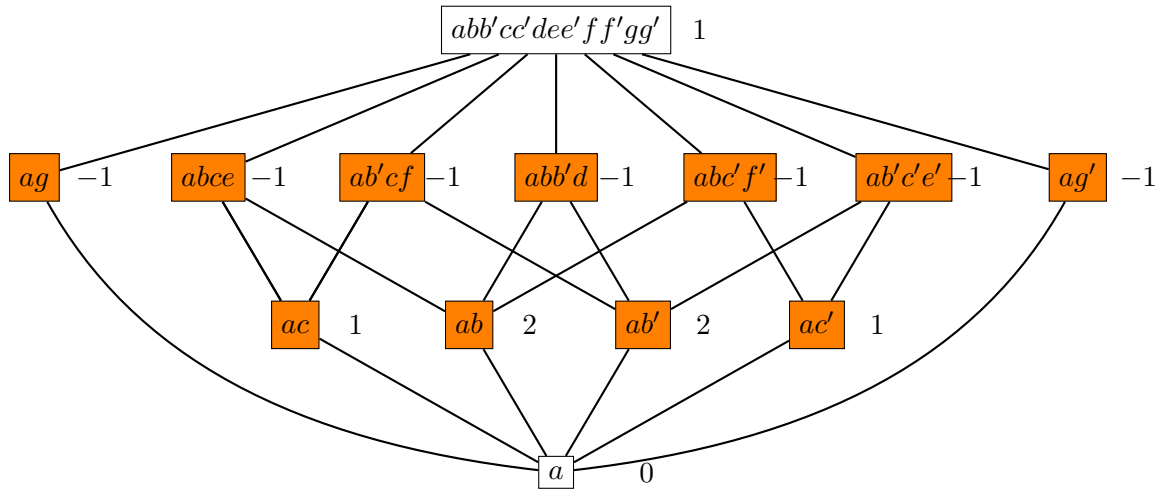 abb′cc′dee′ff′gg′ 1
ag −1 abce −1 ab′cf −1 abb′d −1 abc′f′ −1 ab′c′e′ −1 ag′ −1
ac 1 ab 2 ab′ 2 ac′ 1
a 0